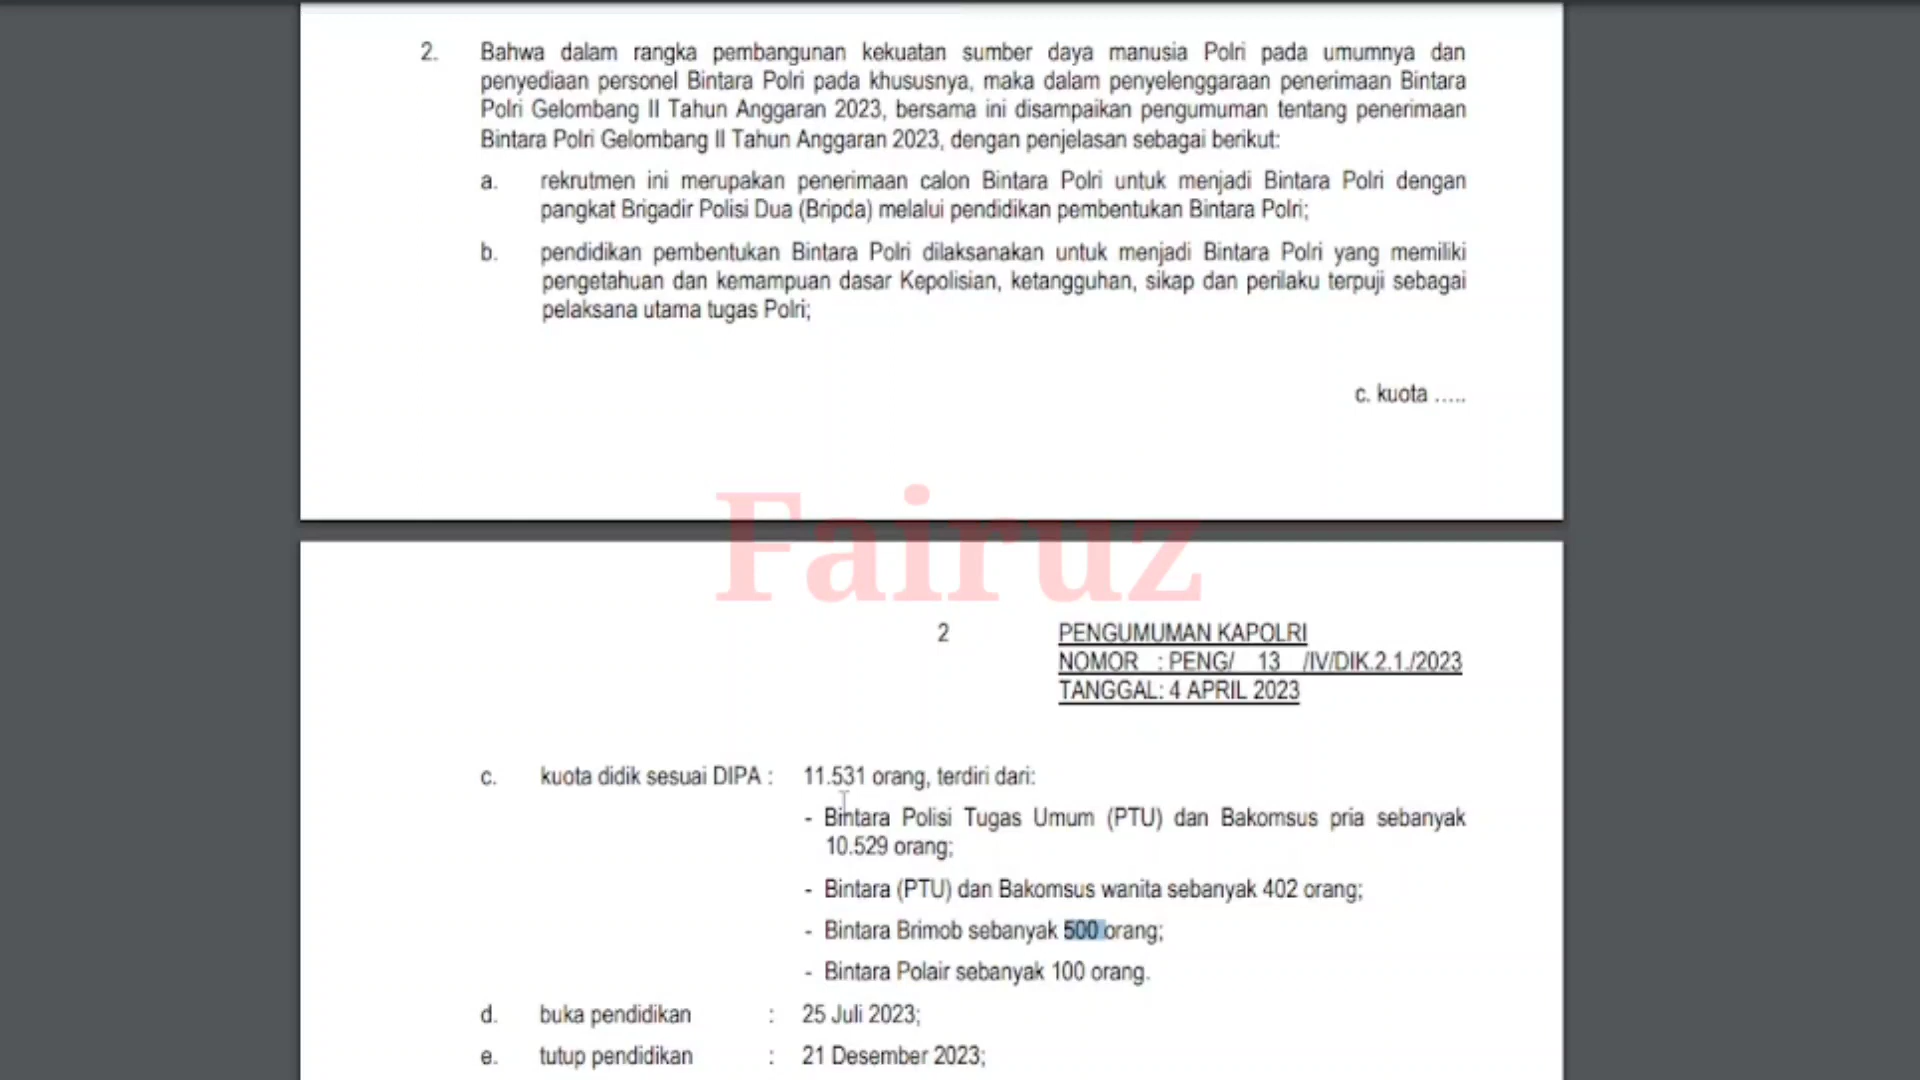 2. Bahwa dalam rangka pembangunan kekuatan sumber daya manusia Polri pada umumnya dan
penyediaan personel Bintara Polri pada khususnya, maka dalam penyelenggaraan penerimaan Bintara
Polri Gelombang II Tahun Anggaran 2023, bersama ini disampaikan pengumuman tentang penerimaan
Bintara Polri Gelombang II Tahun Anggaran 2023, dengan penjelasan sebagai berikut:
a. rekrutmen ini merupakan penerimaan calon Bintara Polri untuk menjadi Bintara Polri dengan
pangkat Brigadir Polisi Dua (Bripda) melalui pendidikan pembentukan Bintara Polri;
b. pendidikan pembentukan Bintara Polri dilaksanakan untuk menjadi Bintara Polri yang memiliki
pengetahuan dan kemampuan dasar Kepolisian, ketangguhan, sikap dan perilaku terpuji sebagai
pelaksana utama tugas Polri;
c. kuota .....
Fairuz
2 PENGUMUMAN KAPOLRI
NOMOR : PENG/ 13 /IV/DIK.2.1./2023
TANGGAL: 4 APRIL 2023
c. kuota didik sesuai DIPA : 11.531 orang, terdiri dari:
- Bintara Polisi Tugas Umum (PTU) dan Bakomsus pria sebanyak
10.529 orang;
- Bintara (PTU) dan Bakomsus wanita sebanyak 402 orang;
- Bintara Brimob sebanyak 500 orang;
- Bintara Polair sebanyak 100 orang.
d. buka pendidikan : 25 Juli 2023;
e. tutup pendidikan : 21 Desember 2023;